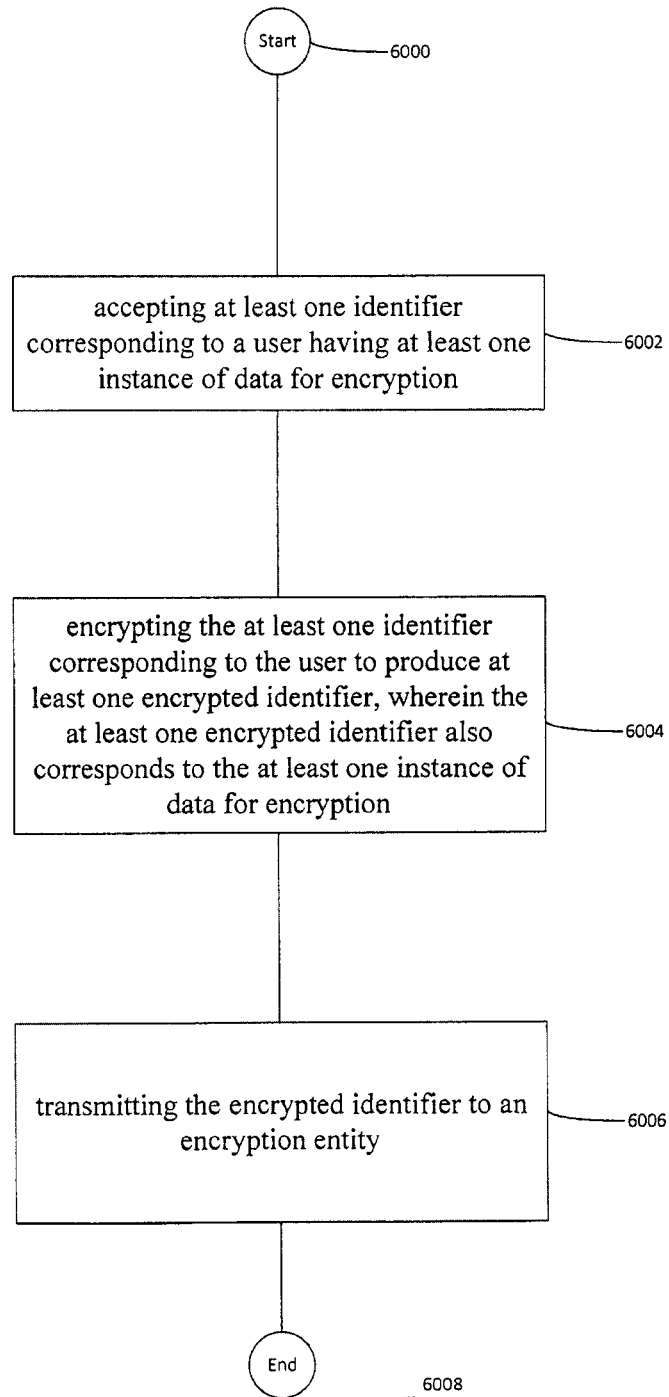 Start
6000
accepting at least one identifier
corresponding to a user having at least one
instance of data for encryption
6002
encrypting the at least one identifier
corresponding to the user to produce at
least one encrypted identifier, wherein the
at least one encrypted identifier also
corresponds to the at least one instance of
data for encryption
6004
transmitting the encrypted identifier to an
encryption entity
6006
End
6008